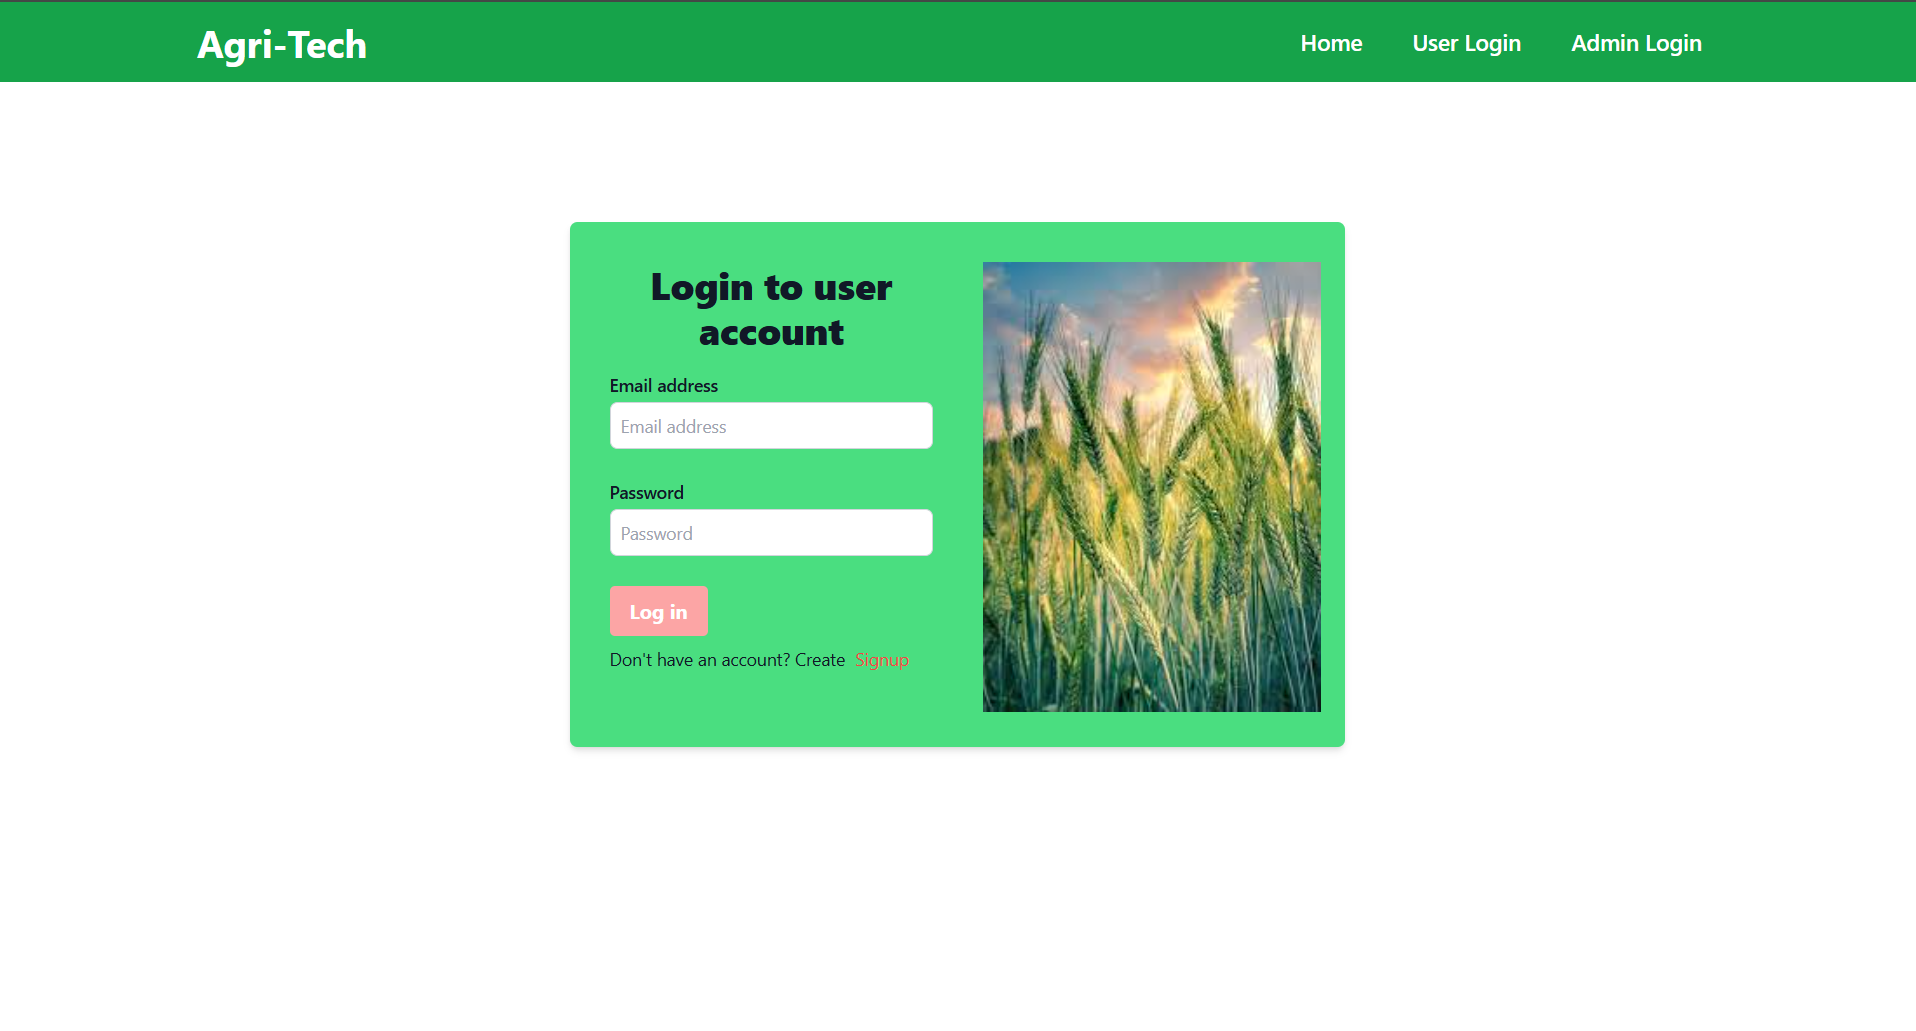 Agri-Tech
Home
User Login
Admin Login
Login to user
account
Email address
Email address
Password
Password
Log in
Don't have an account? Create Signup